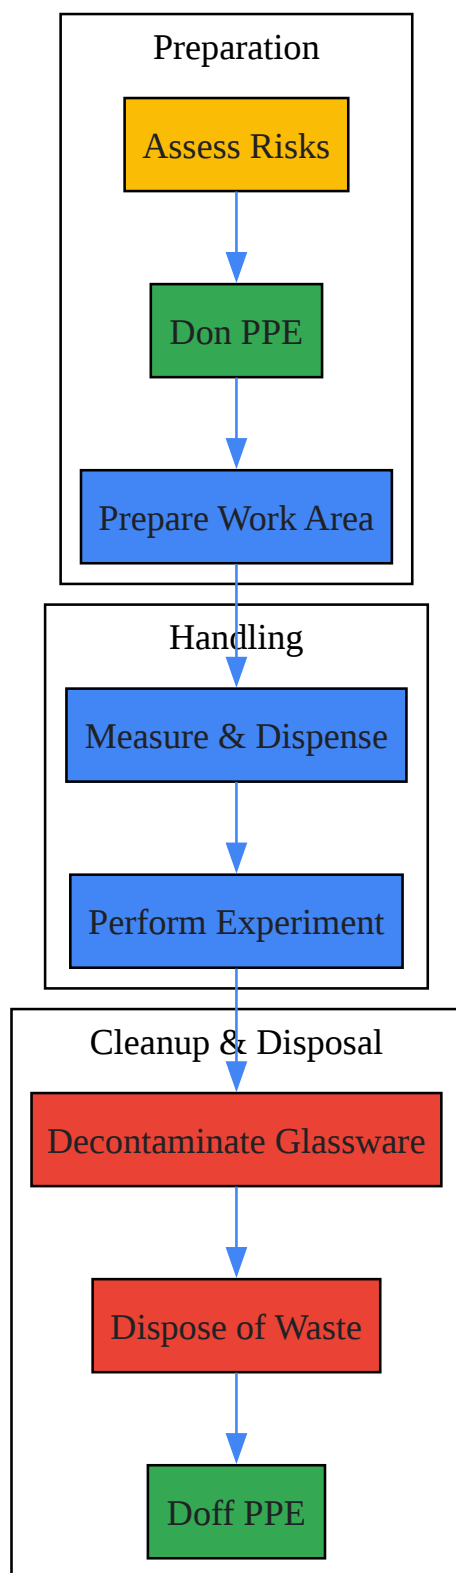 Preparation
Assess Risks
Don PPE
Prepare Work Area
Handling
Measure & Dispense
Perform Experiment
Cleanup & Disposal
Decontaminate Glassware
Dispose of Waste
Doff PPE